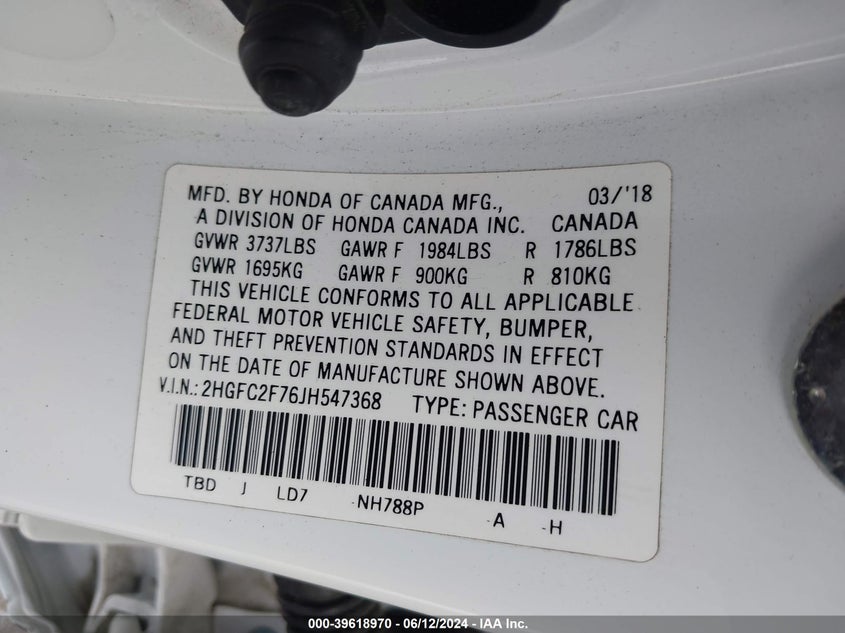 MFD. BY HONDA OF CANADA MFG., 03/'18
A DIVISION OF HONDA CANADA INC. CANADA
GVWR 3737LBS GAWR F 1984LBS R 1786LBS
GVWR 1695KG GAWR F 900KG R 810KG
THIS VEHICLE CONFORMS TO ALL APPLICABLE
FEDERAL MOTOR VEHICLE SAFETY, BUMPER,
AND THEFT PREVENTION STANDARDS IN EFFECT
ON THE DATE OF MANUFACTURE SHOWN ABOVE.
V.I.N.: 2HGFC2F76JH547368 TYPE: PASSENGER CAR
TBD J LD7 -NH788P -A -H
000-39618970 - 06/12/2024 - IAA Inc.